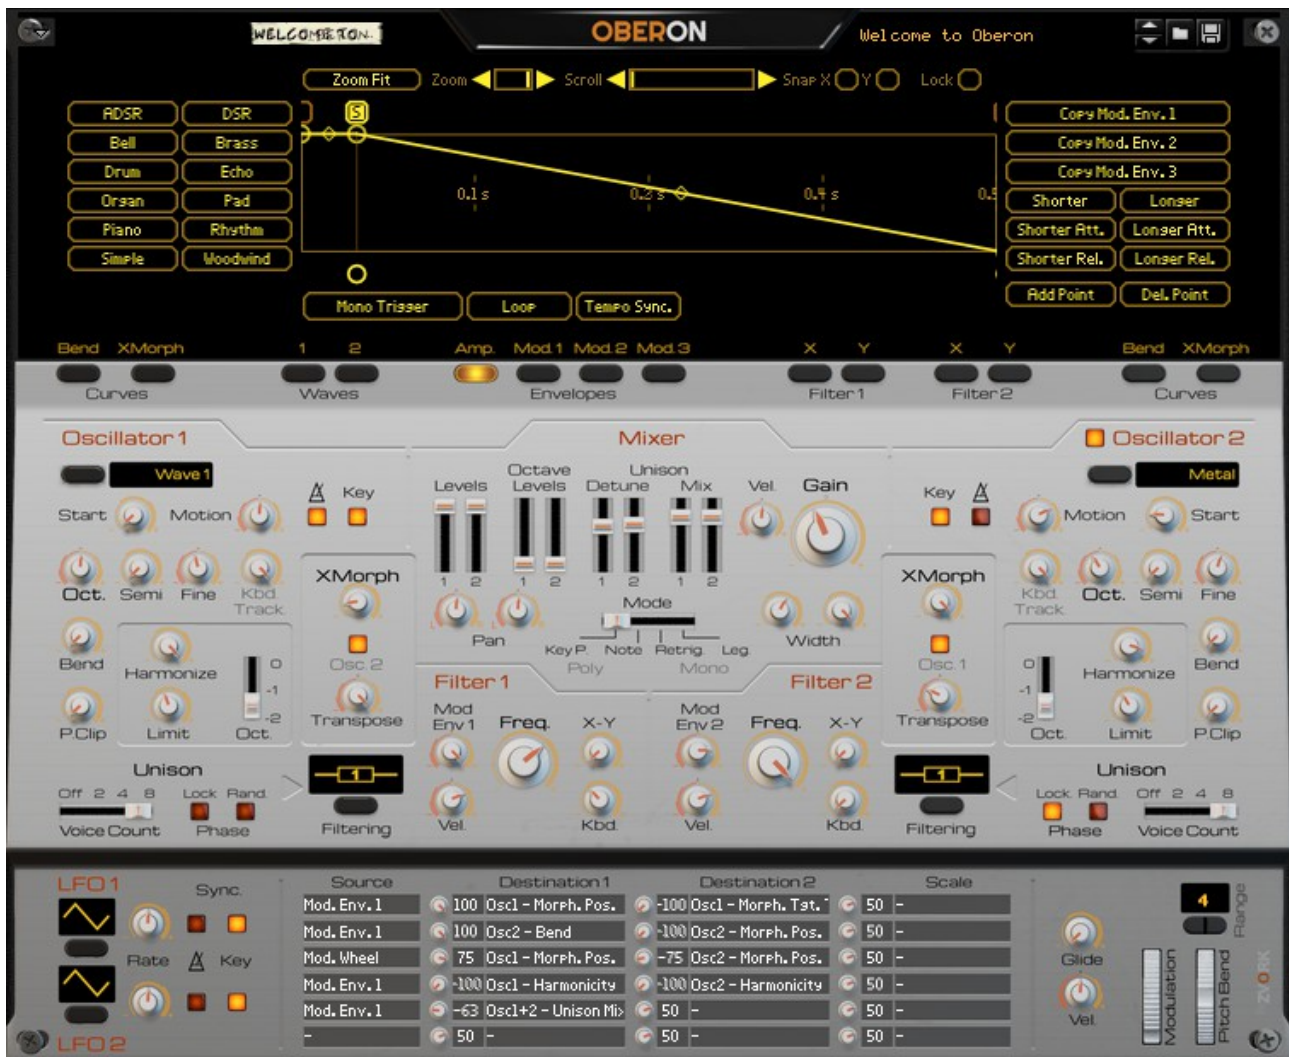 WELCOMETON.
OBERON
Welcome to Oberon
Zoom Fit Zoom Scroll Snap X Y Lock
ADSR DSR S Copy Mod. Env. 1
Bell Brass Copy Mod. Env. 2
Drum Echo Copy Mod. Env. 3
Organ Pad 0.1 s 0.2 s 0.4 s Shorter Longer
Piano Rhythm Shorter Att. Longer Att.
Simple Woodwind Shorter Rel. Longer Rel.
Mono Trigger Loop Tempo Sync. Add Point Del. Point
Bend XMorph 1 2 Amp. Mod.1 Mod.2 Mod.3 X Y X Y Bend XMorph
Curves Waves Envelopes Filter 1 Filter 2 Curves
Oscillator 1 Mixer Oscillator 2
Wave 1 Metal
Octave Unison
Levels Levels Detune Mix Vel. Gain
Key Key
Start Motion Motion Start
1 2 1 2 1 2 1 2
XMorph XMorph
Oct. Semi Fine Kbd. Track Kbd. Track Oct. Semi Fine
Mode
Pan Width
Key P. Note Retrig. Leg.
Poly Mono
Bend Harmonize 0 -1 -2 Osc. 2 Osc. 1 0 -1 -2 Harmonize Bend
Filter 1 Filter 2
P.Clip Limit Oct. Transpose Transpose Oct. Limit P.Clip
Mod Env 1 Freq. X-Y Mod Env 2 Freq. X-Y
Unison 1 1 Unison
Off 2 4 8 Lock Rand. Lock Rand. Off 2 4 8
Voice Count Phase Filtering Vel. Kbd. Vel. Kbd. Filtering Phase Voice Count
LFO 1 Sync. Source Destination 1 Destination 2 Scale
Mod. Env. 1 100 Osc1 - Morph. Pos. -100 Osc1 - Morph. Tgt. 50 -
Mod. Env. 1 100 Osc2 - Bend -100 Osc2 - Morph. Pos. 50 -
Rate Key Mod. Wheel 75 Osc1 - Morph. Pos. -75 Osc2 - Morph. Pos. 50 -
Mod. Env. 1 -100 Osc1 - Harmonicity -100 Osc2 - Harmonicity 50 -
Mod. Env. 1 -63 Osc1+2 - Unison Mi> 50 - 50 -
LFO 2 - 50 - 50 - 50 -
4
Range
Glide
Vel.
Modulation
Pitch Bend